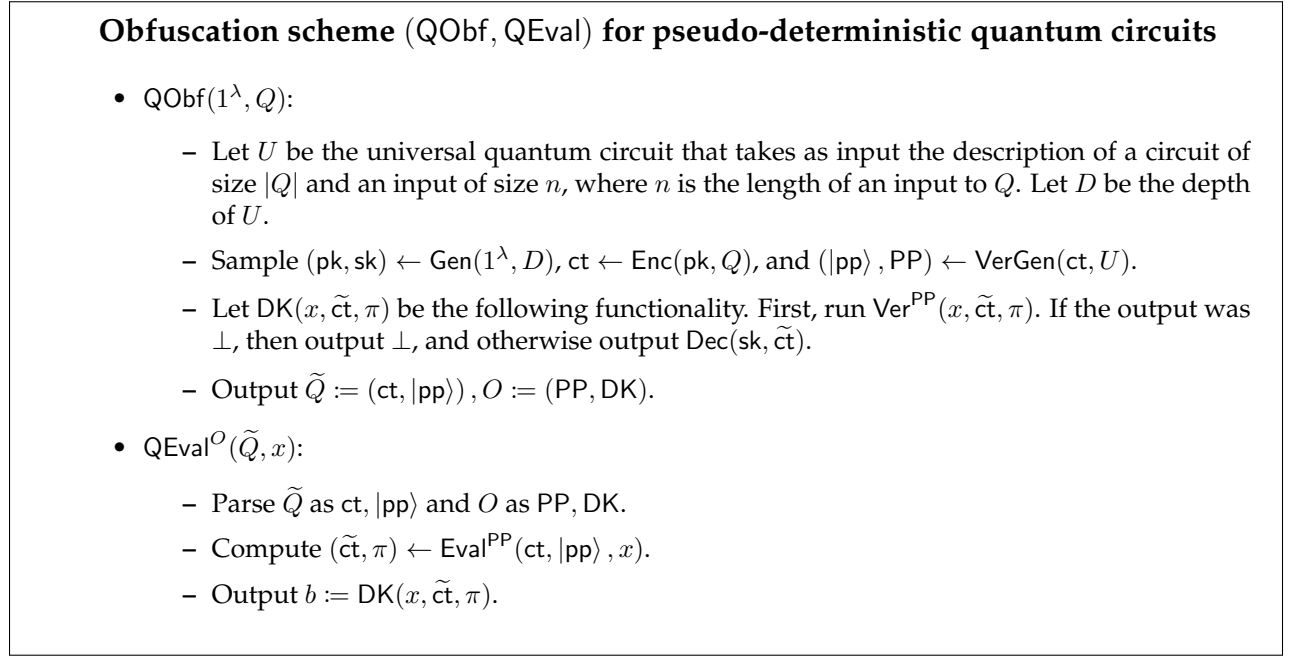 Obfuscation scheme (QObf, QEval) for pseudo-deterministic quantum circuits
• QObf(1^λ, Q):
– Let U be the universal quantum circuit that takes as input the description of a circuit of
size |Q| and an input of size n, where n is the length of an input to Q. Let D be the depth
of U.
– Sample (pk, sk) ← Gen(1^λ, D), ct ← Enc(pk, Q), and (|pp⟩, PP) ← VerGen(ct, U).
– Let DK(x, c͠t, π) be the following functionality. First, run Ver^PP(x, c͠t, π). If the output was
⊥, then output ⊥, and otherwise output Dec(sk, c͠t).
– Output Q̃ := (ct, |pp⟩), O := (PP, DK).
• QEval^O(Q̃, x):
– Parse Q̃ as ct, |pp⟩ and O as PP, DK.
– Compute (c͠t, π) ← Eval^PP(ct, |pp⟩, x).
– Output b := DK(x, c͠t, π).